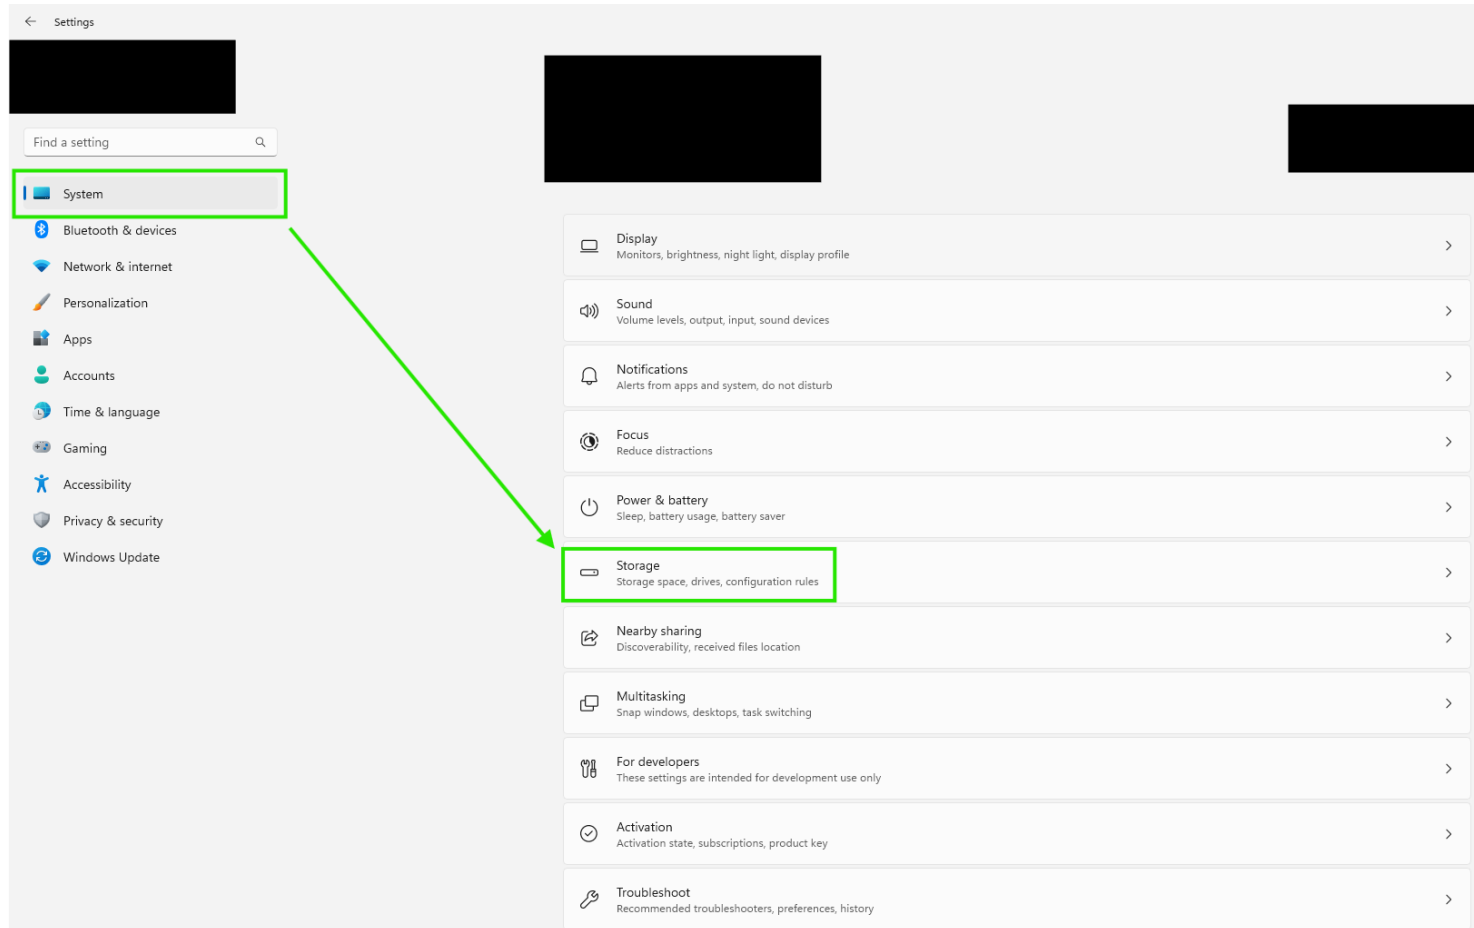 Settings
Find a setting
System
Bluetooth & devices
Network & internet
Personalization
Apps
Accounts
Time & language
Gaming
Accessibility
Privacy & security
Windows Update
Display
Monitors, brightness, night light, display profile
Sound
Volume levels, output, input, sound devices
Notifications
Alerts from apps and system, do not disturb
Focus
Reduce distractions
Power & battery
Sleep, battery usage, battery saver
Storage
Storage space, drives, configuration rules
Nearby sharing
Discoverability, received files location
Multitasking
Snap windows, desktops, task switching
For developers
These settings are intended for development use only
Activation
Activation state, subscriptions, product key
Troubleshoot
Recommended troubleshooters, preferences, history